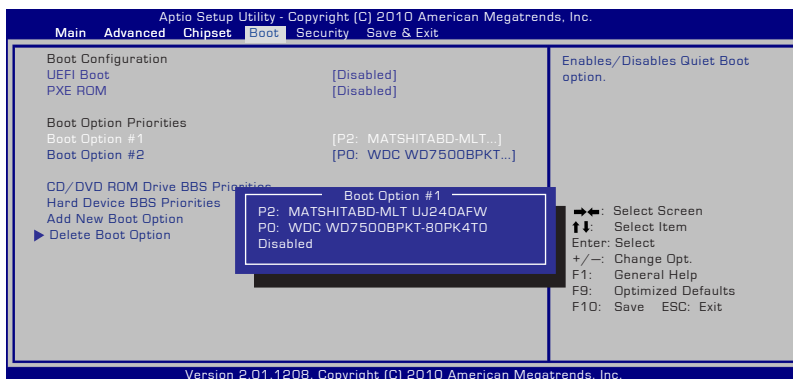 Aptio Setup Utility - Copyright (C) 2010 American Megatrends, Inc.
Main Advanced Chipset Boot Security Save & Exit
Boot Configuration
UEFI Boot [Disabled]
PXE ROM [Disabled]
Boot Option Priorities
Boot Option #1 [P2: MATSHITABD-MLT...]
Boot Option #2 [P0: WDC WD7500BPKT...]
CD/DVD ROM Drive BBS Priorities
Hard Device BBS Priorities
Add New Boot Option
Delete Boot Option
Boot Option #1
P2: MATSHITABD-MLT UJ240AFW
P0: WDC WD7500BPKT-80PK4T0
Disabled
Enables/Disables Quiet Boot
option.
→←: Select Screen
↑↓: Select Item
Enter: Select
+/—: Change Opt.
F1: General Help
F9: Optimized Defaults
F10: Save ESC: Exit
Version 2.01.1208. Copyright (C) 2010 American Megatrends, Inc.